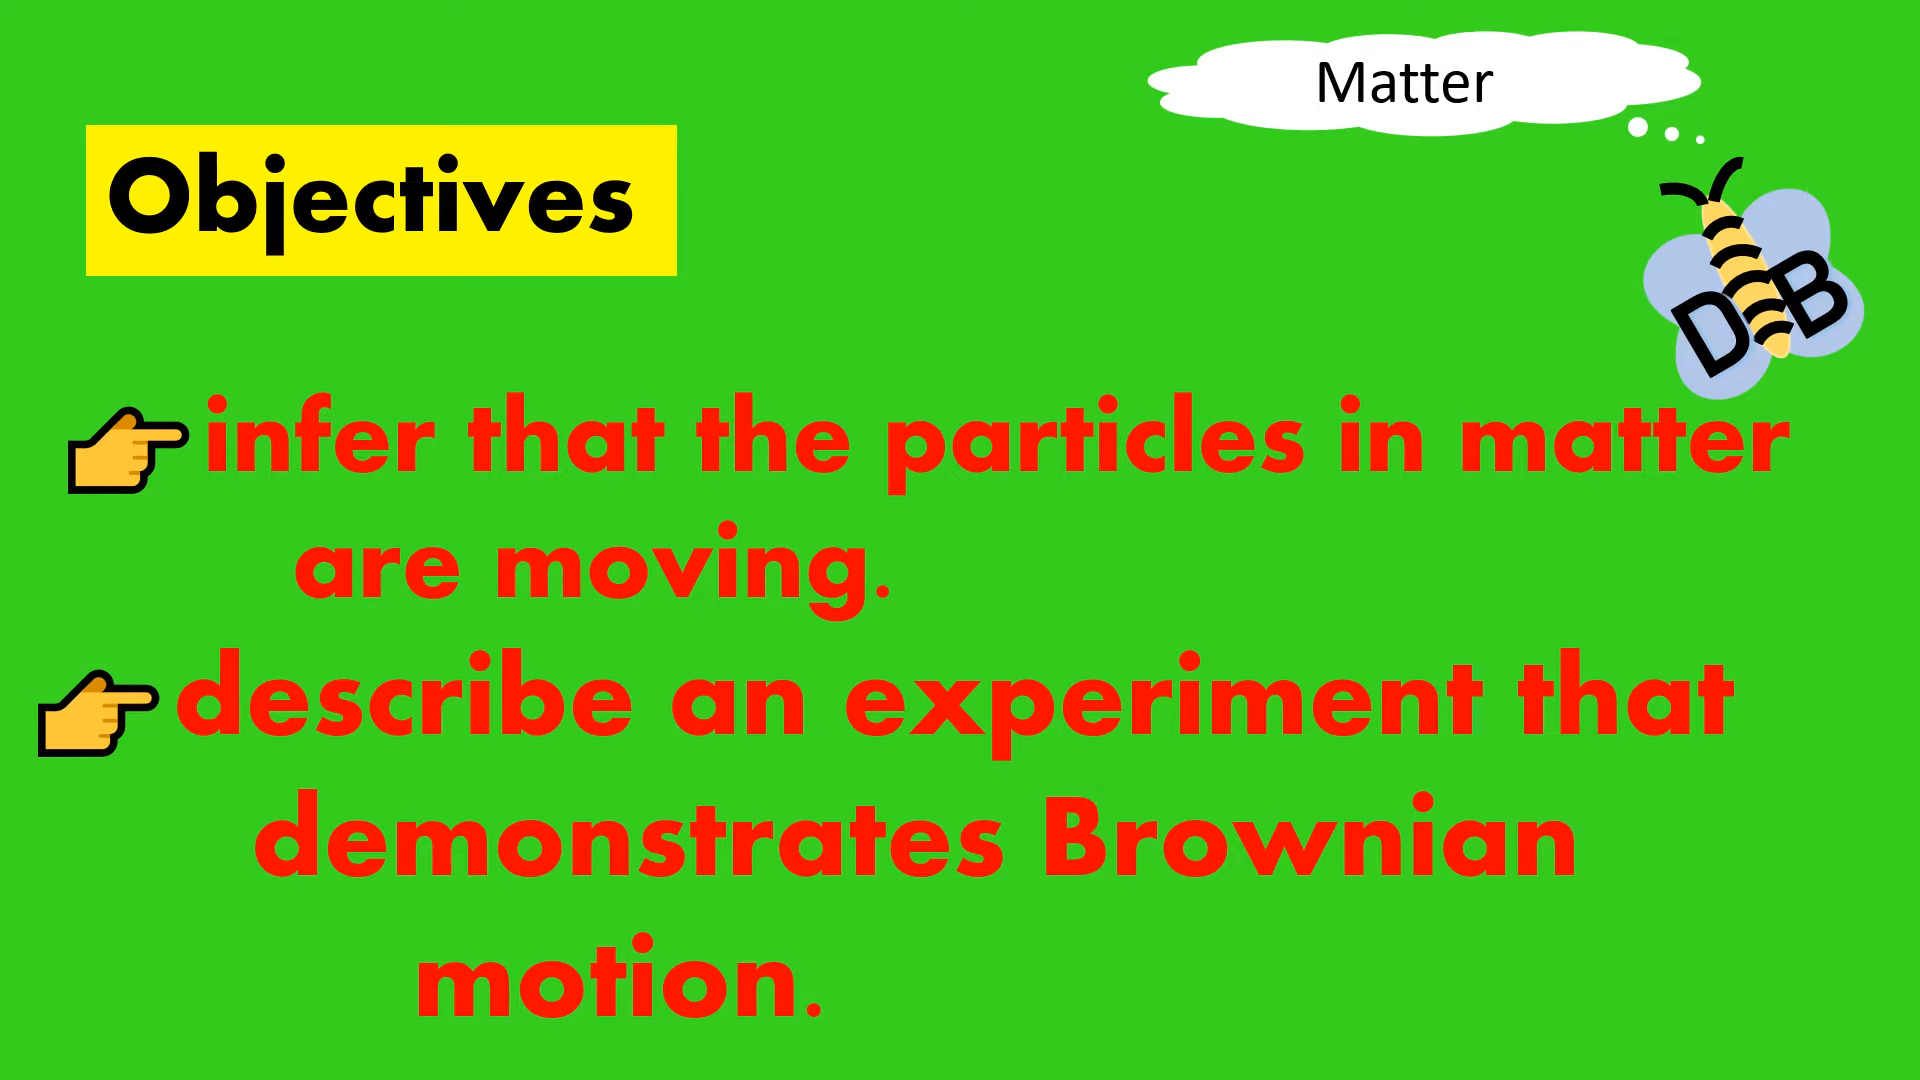 Matter
Objectives
DB
infer that the particles in matter
are moving.
describe an experiment that
demonstrates Brownian
motion.